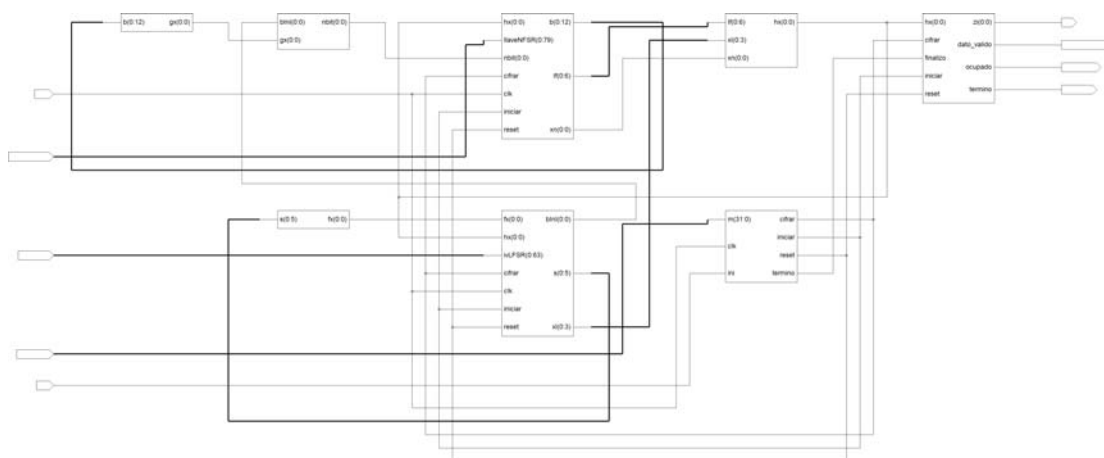 b(0:12) gx(0:0)
blmi(0:0) nbit(0:0)
gx(0:0)
hx(0:0) b(0:12)
llaveNFSR(0:79)
nbit(0:0)
cifrar lf(0:6)
clk
iniciar
reset xn(0:0)
lf(0:6) hx(0:0)
xl(0:3)
xn(0:0)
hx(0:0) zi(0:0)
cifrar dato_valido
finalizo ocupado
iniciar
reset termino
s(0:5) fx(0:0)
fx(0:0) blmi(0:0)
hx(0:0)
ivLFSR(0:63)
cifrar s(0:5)
clk
iniciar
reset xl(0:3)
m(31:0) cifrar
iniciar
clk
reset
ini termino